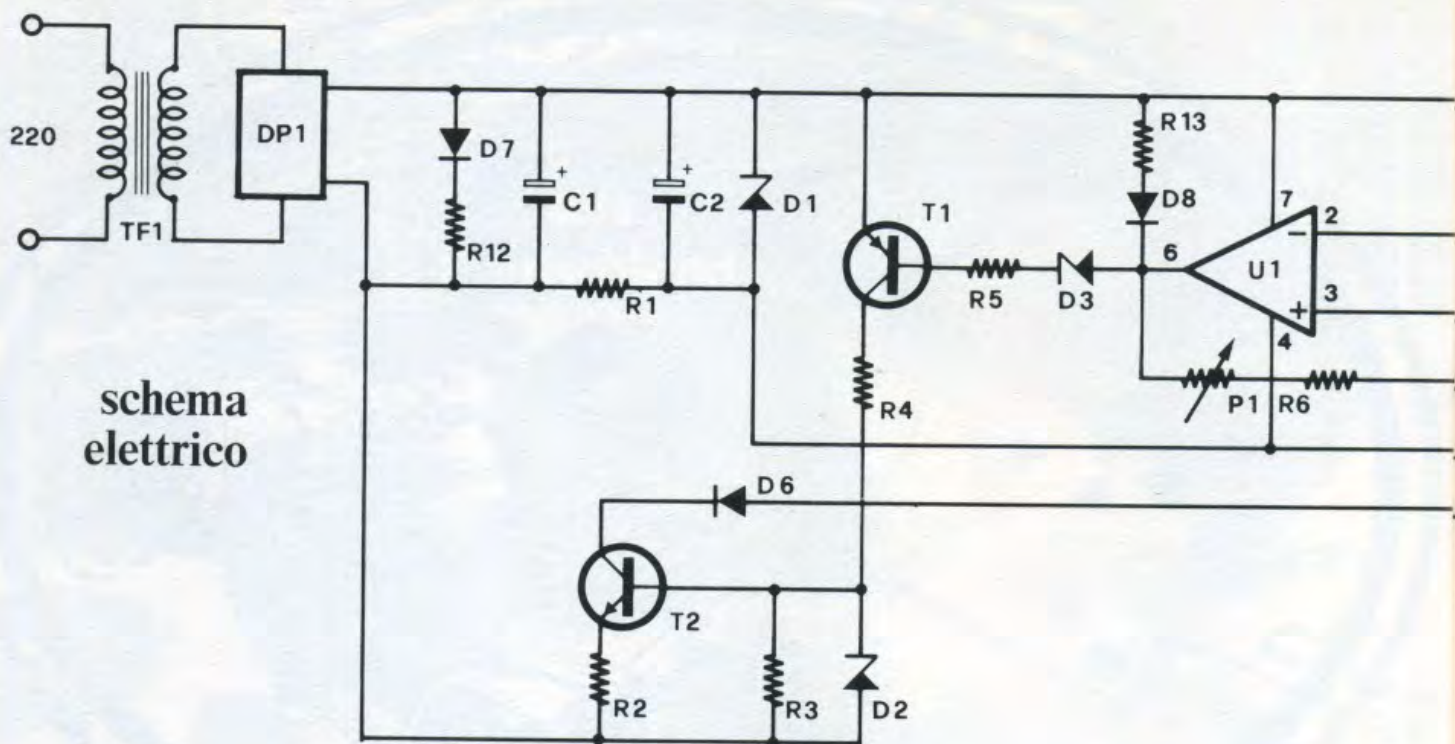 220
TF1
DP1
D7
R12
+
C1
R1
+
C2
D1
T1
R5
D3
R13
D8
6
7
2
−
U1
3
+
4
P1
R6
R4
schema
elettrico
D6
T2
R2
R3
D2